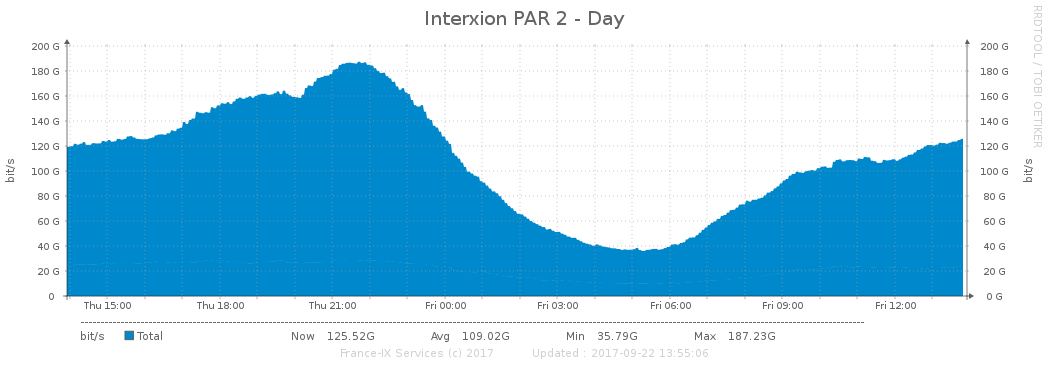 Interxion PAR 2 - Day
RRDTOOL / TOBI OETIKER
200 G 200 G
180 G 180 G
160 G 160 G
140 G 140 G
120 G 120 G
100 G 100 G
80 G 80 G
60 G 60 G
40 G 40 G
20 G 20 G
0 0 G
bit/s bit/s
Thu 15:00 Thu 18:00 Thu 21:00 Fri 00:00 Fri 03:00 Fri 06:00 Fri 09:00 Fri 12:00
bit/s Total Now 125.52G Avg 109.02G Min 35.79G Max 187.23G
France-IX Services (c) 2017 Updated : 2017-09-22 13:55:06